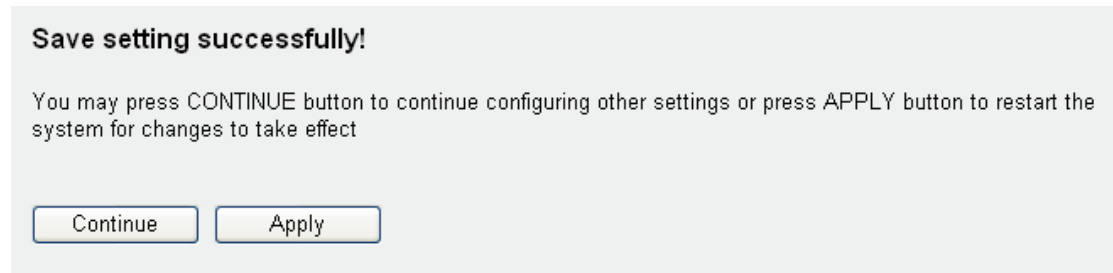 Save setting successfully!
You may press CONTINUE button to continue configuring other settings or press APPLY button to restart the
system for changes to take effect
Continue Apply